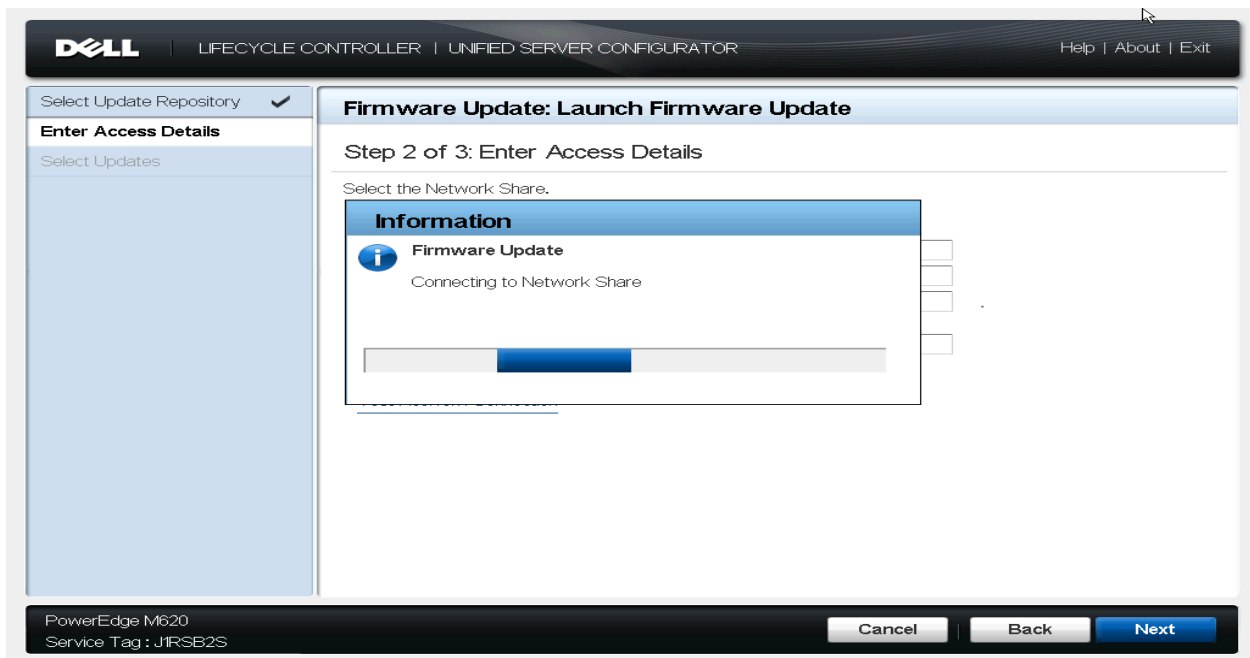 DELL LIFECYCLE CONTROLLER | UNIFIED SERVER CONFIGURATOR Help | About | Exit
Select Update Repository
Enter Access Details
Select Updates
Firmware Update: Launch Firmware Update
Step 2 of 3: Enter Access Details
Select the Network Share.
Information
Firmware Update
Connecting to Network Share
PowerEdge M620
Service Tag : J1RSB2S
Cancel | Back Next